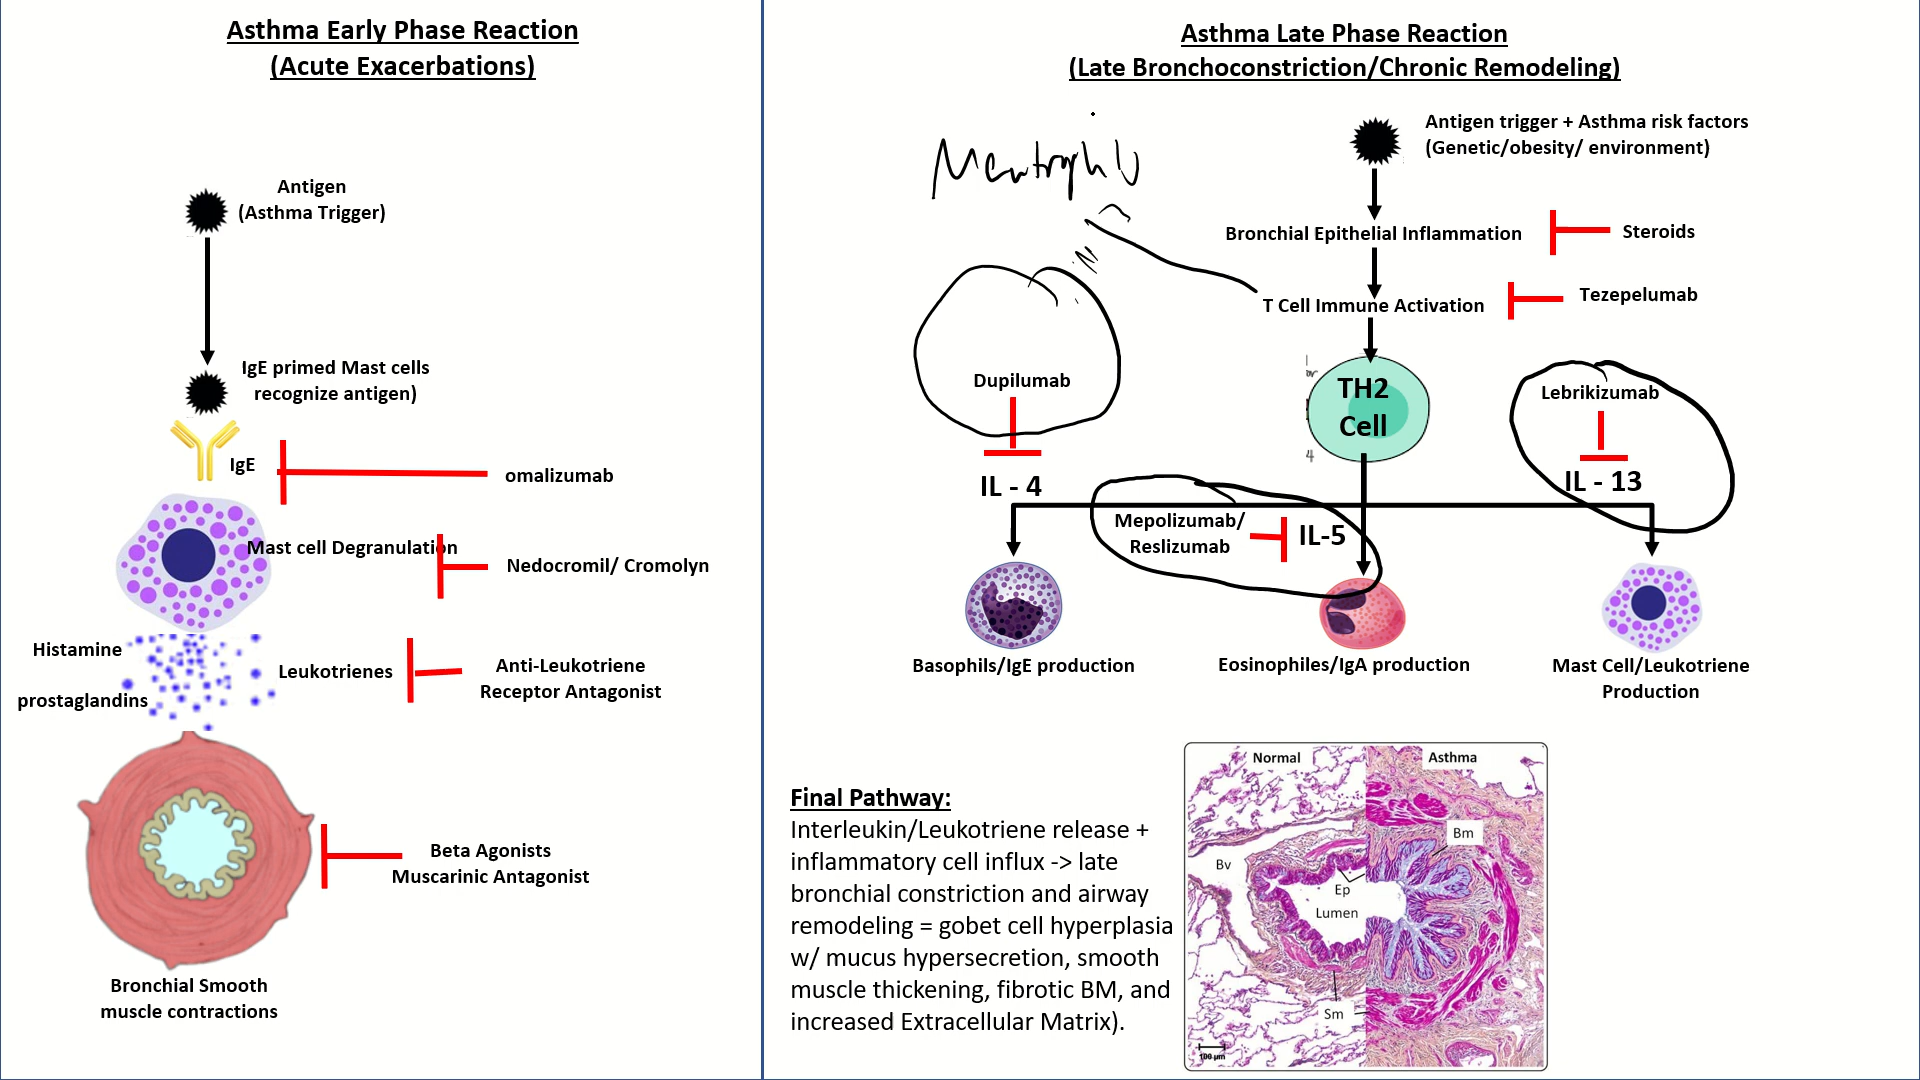 Asthma Early Phase Reaction
(Acute Exacerbations)
Antigen
(Asthma Trigger)
IgE primed Mast cells
recognize antigen)
IgE
omalizumab
Mast cell Degranulation
Nedocromil/ Cromolyn
Histamine
prostaglandins
Leukotrienes
Anti-Leukotriene
Receptor Antagonist
Beta Agonists
Muscarinic Antagonist
Bronchial Smooth
muscle contractions
Asthma Late Phase Reaction
(Late Bronchoconstriction/Chronic Remodeling)
Antigen trigger + Asthma risk factors
(Genetic/obesity/ environment)
Bronchial Epithelial Inflammation
Steroids
T Cell Immune Activation
Tezepelumab
TH2
Cell
Dupilumab
IL - 4
Mepolizumab/
Reslizumab
IL-5
Lebrikizumab
IL - 13
Basophils/IgE production
Eosinophiles/IgA production
Mast Cell/Leukotriene
Production
Final Pathway:
Interleukin/Leukotriene release +
inflammatory cell influx -> late
bronchial constriction and airway
remodeling = gobet cell hyperplasia
w/ mucus hypersecretion, smooth
muscle thickening, fibrotic BM, and
increased Extracellular Matrix).
Normal
Asthma
Bm
Bv
Ep
Lumen
Sm
100 µm